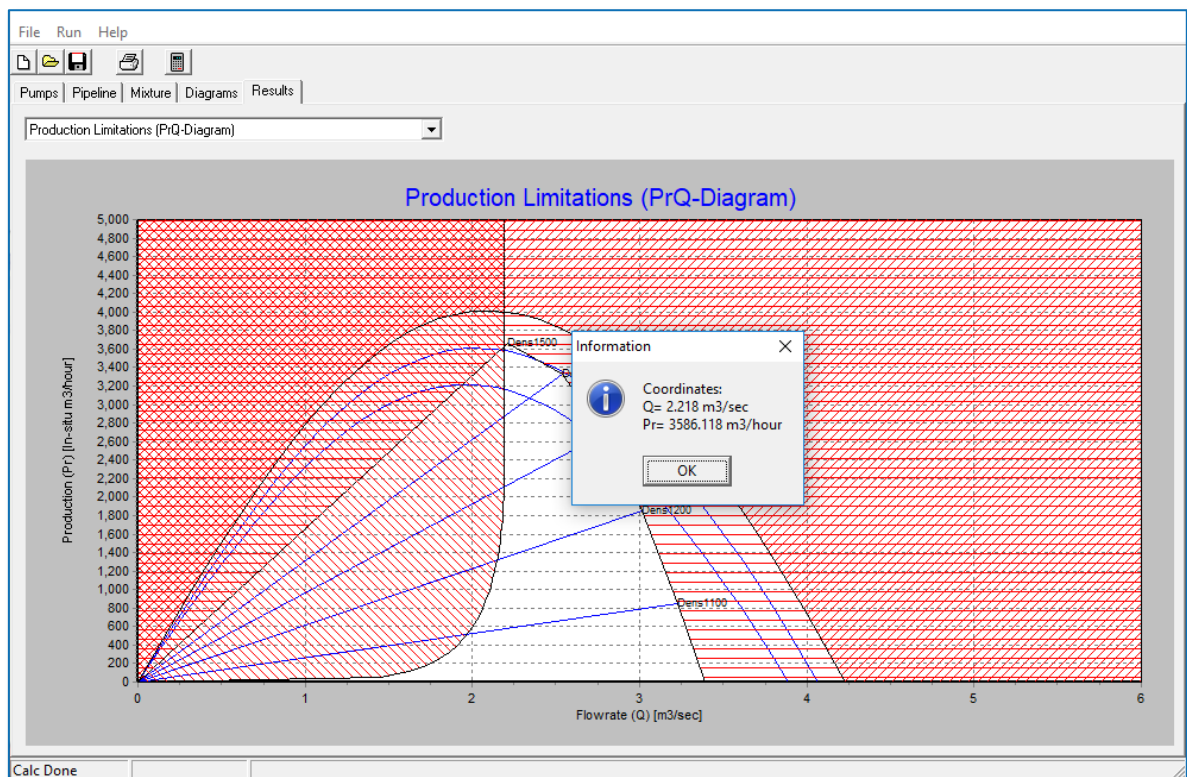 File Run Help
Pumps Pipeline Mixture Diagrams Results
Production Limitations (PrQ-Diagram)
Production Limitations (PrQ-Diagram)
Production (Pr) [In-situ m3/hour]
5,000
4,800
4,600
4,400
4,200
4,000
3,800
3,600
3,400
3,200
3,000
2,800
2,600
2,400
2,200
2,000
1,800
1,600
1,400
1,200
1,000
800
600
400
200
0
Dens1500
Dens1200
Dens1100
Information
Coordinates:
Q= 2.218 m3/sec
Pr= 3586.118 m3/hour
OK
0 1 2 3 4 5 6
Flowrate (Q) [m3/sec]
Calc Done